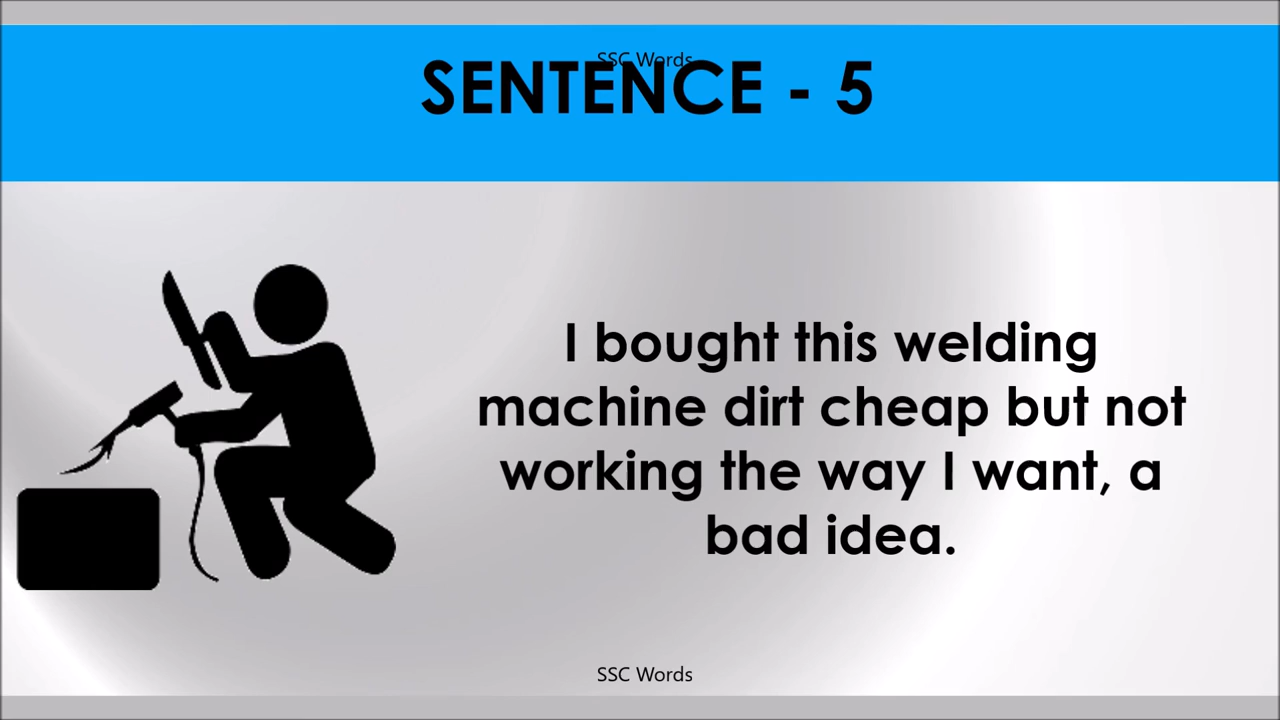 SSC Words
SENTENCE - 5
I bought this welding
machine dirt cheap but not
working the way I want, a
bad idea.
SSC Words